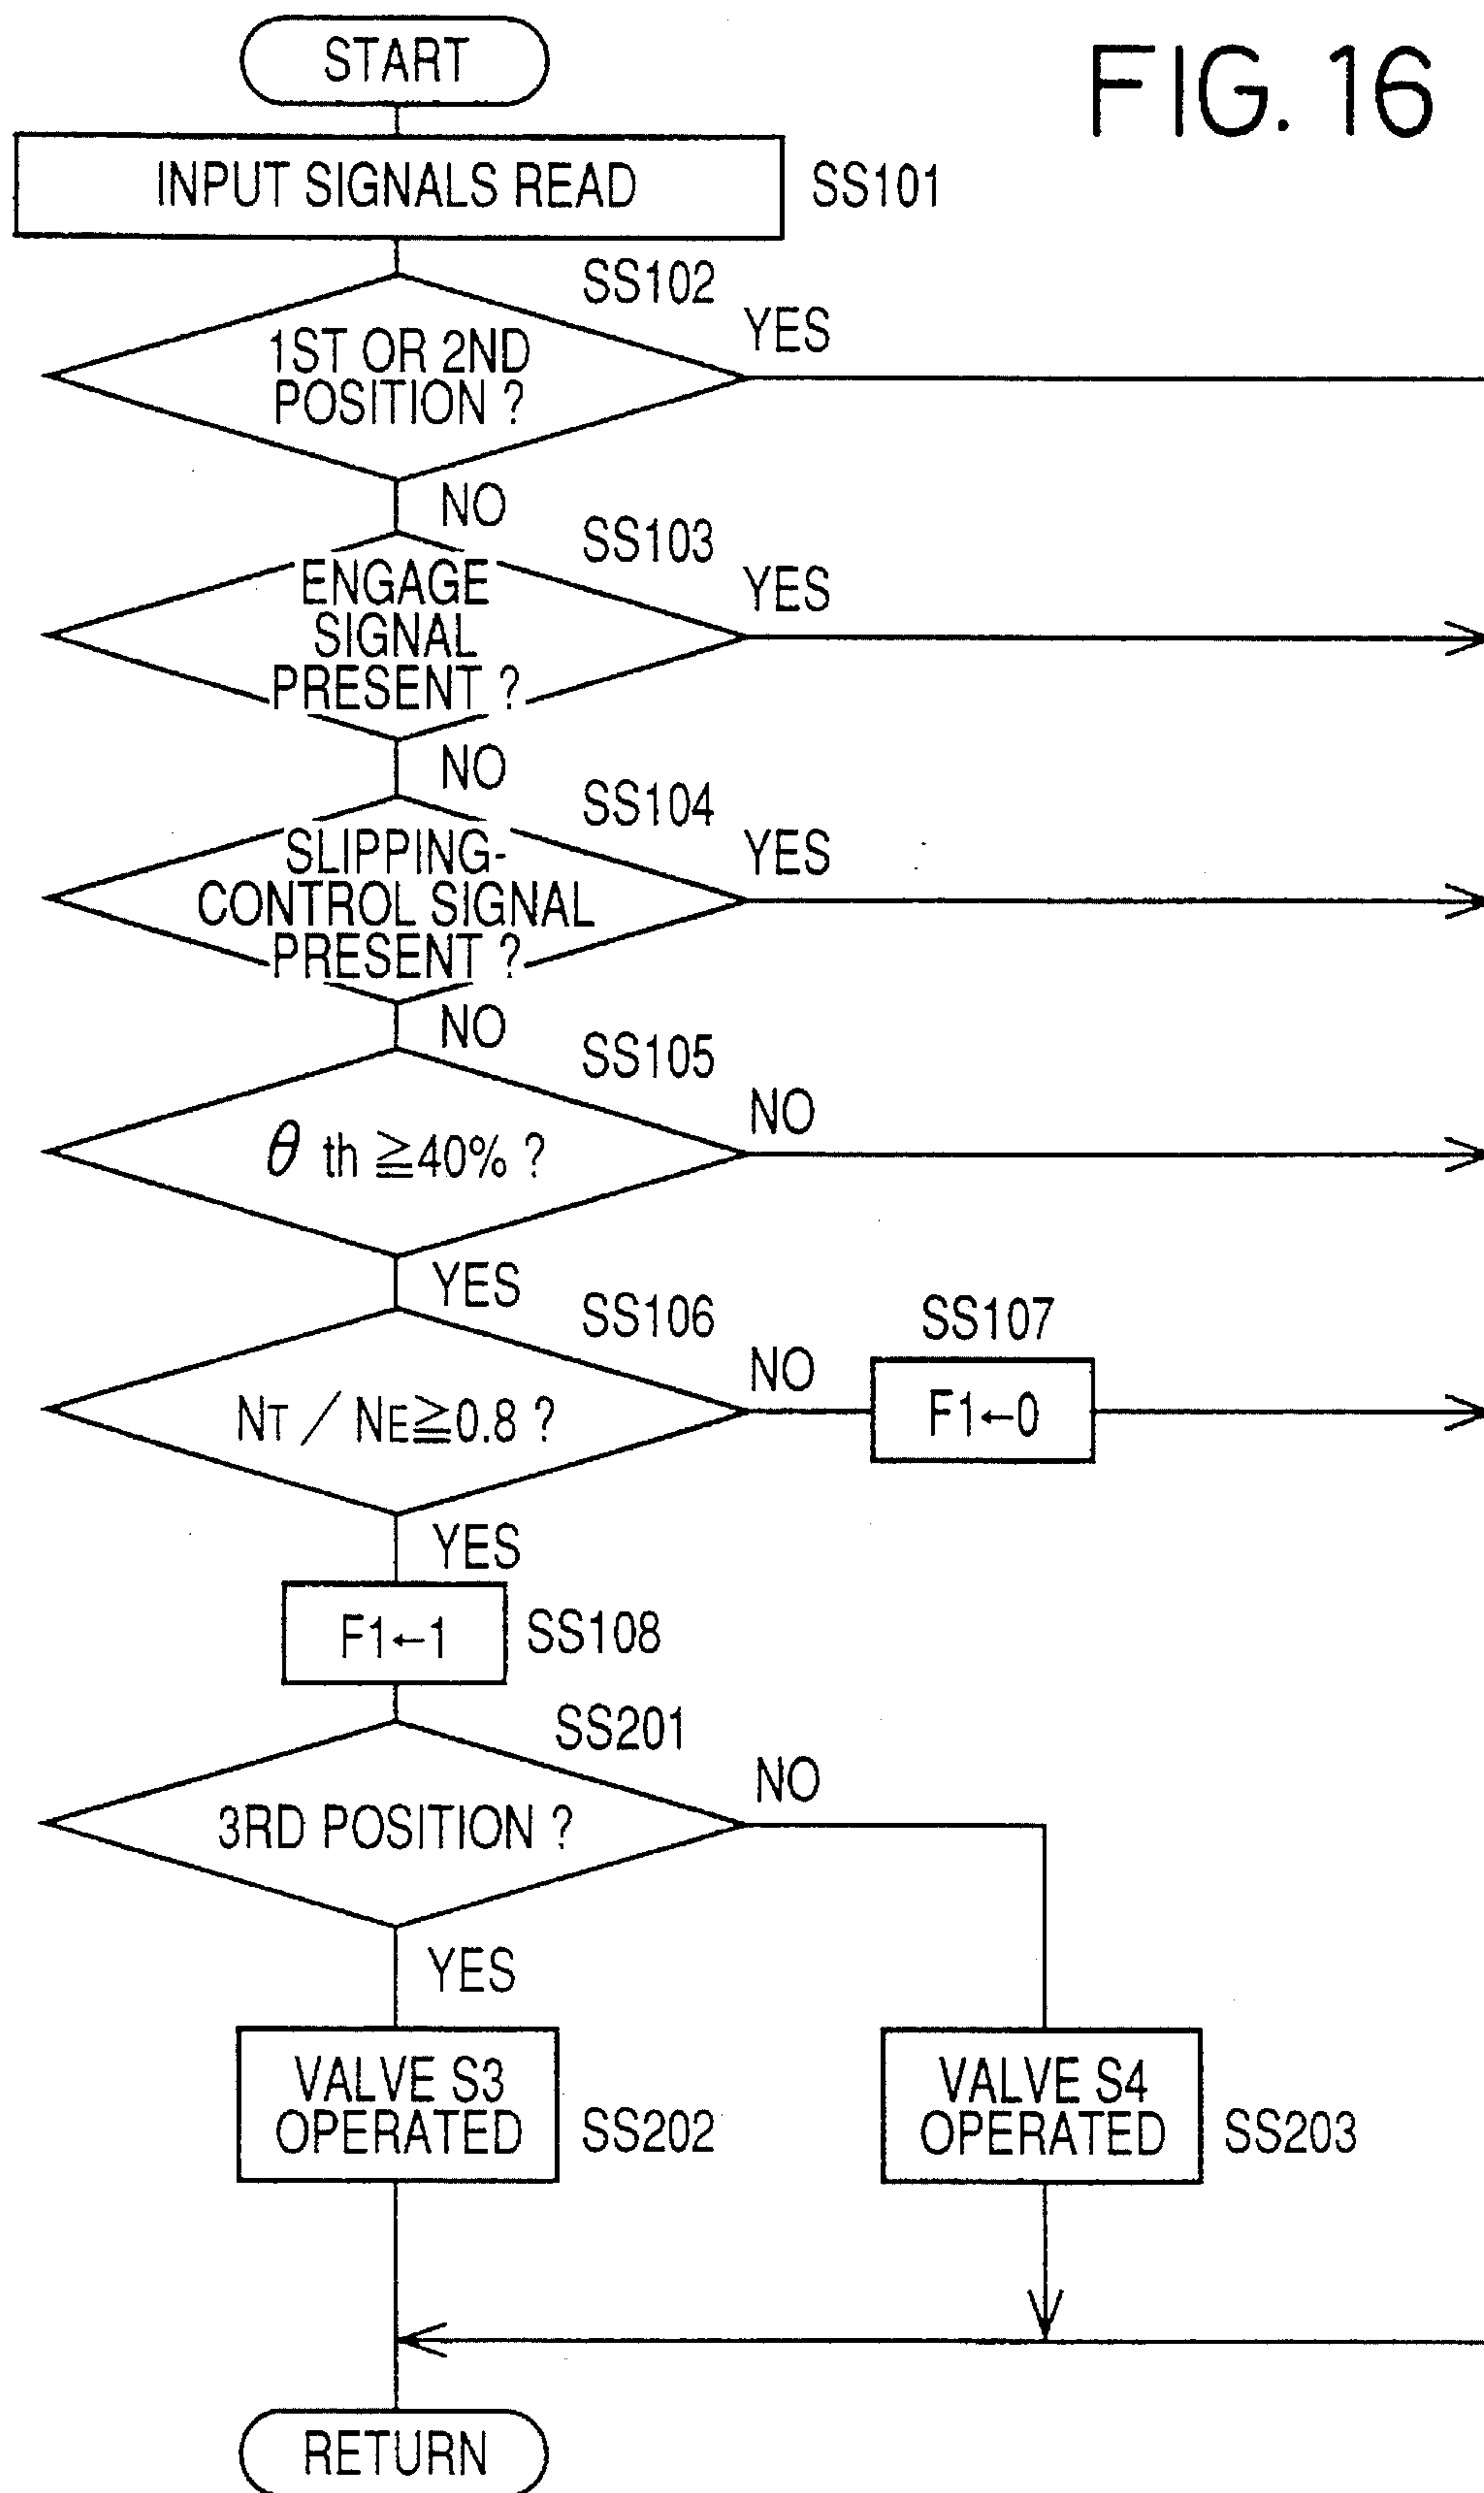 START
FIG. 16
INPUT SIGNALS READ
SS101
SS102
1ST OR 2ND
POSITION ?
YES
NO
SS103
ENGAGE
SIGNAL
PRESENT ?
YES
NO
SS104
SLIPPING-
CONTROL SIGNAL
PRESENT ?
YES
NO
SS105
θ th ≧40% ?
NO
YES
SS106
NT / NE≧0.8 ?
NO
SS107
F1←0
YES
F1←1
SS108
SS201
3RD POSITION ?
NO
YES
VALVE S3
OPERATED
SS202
VALVE S4
OPERATED
SS203
RETURN